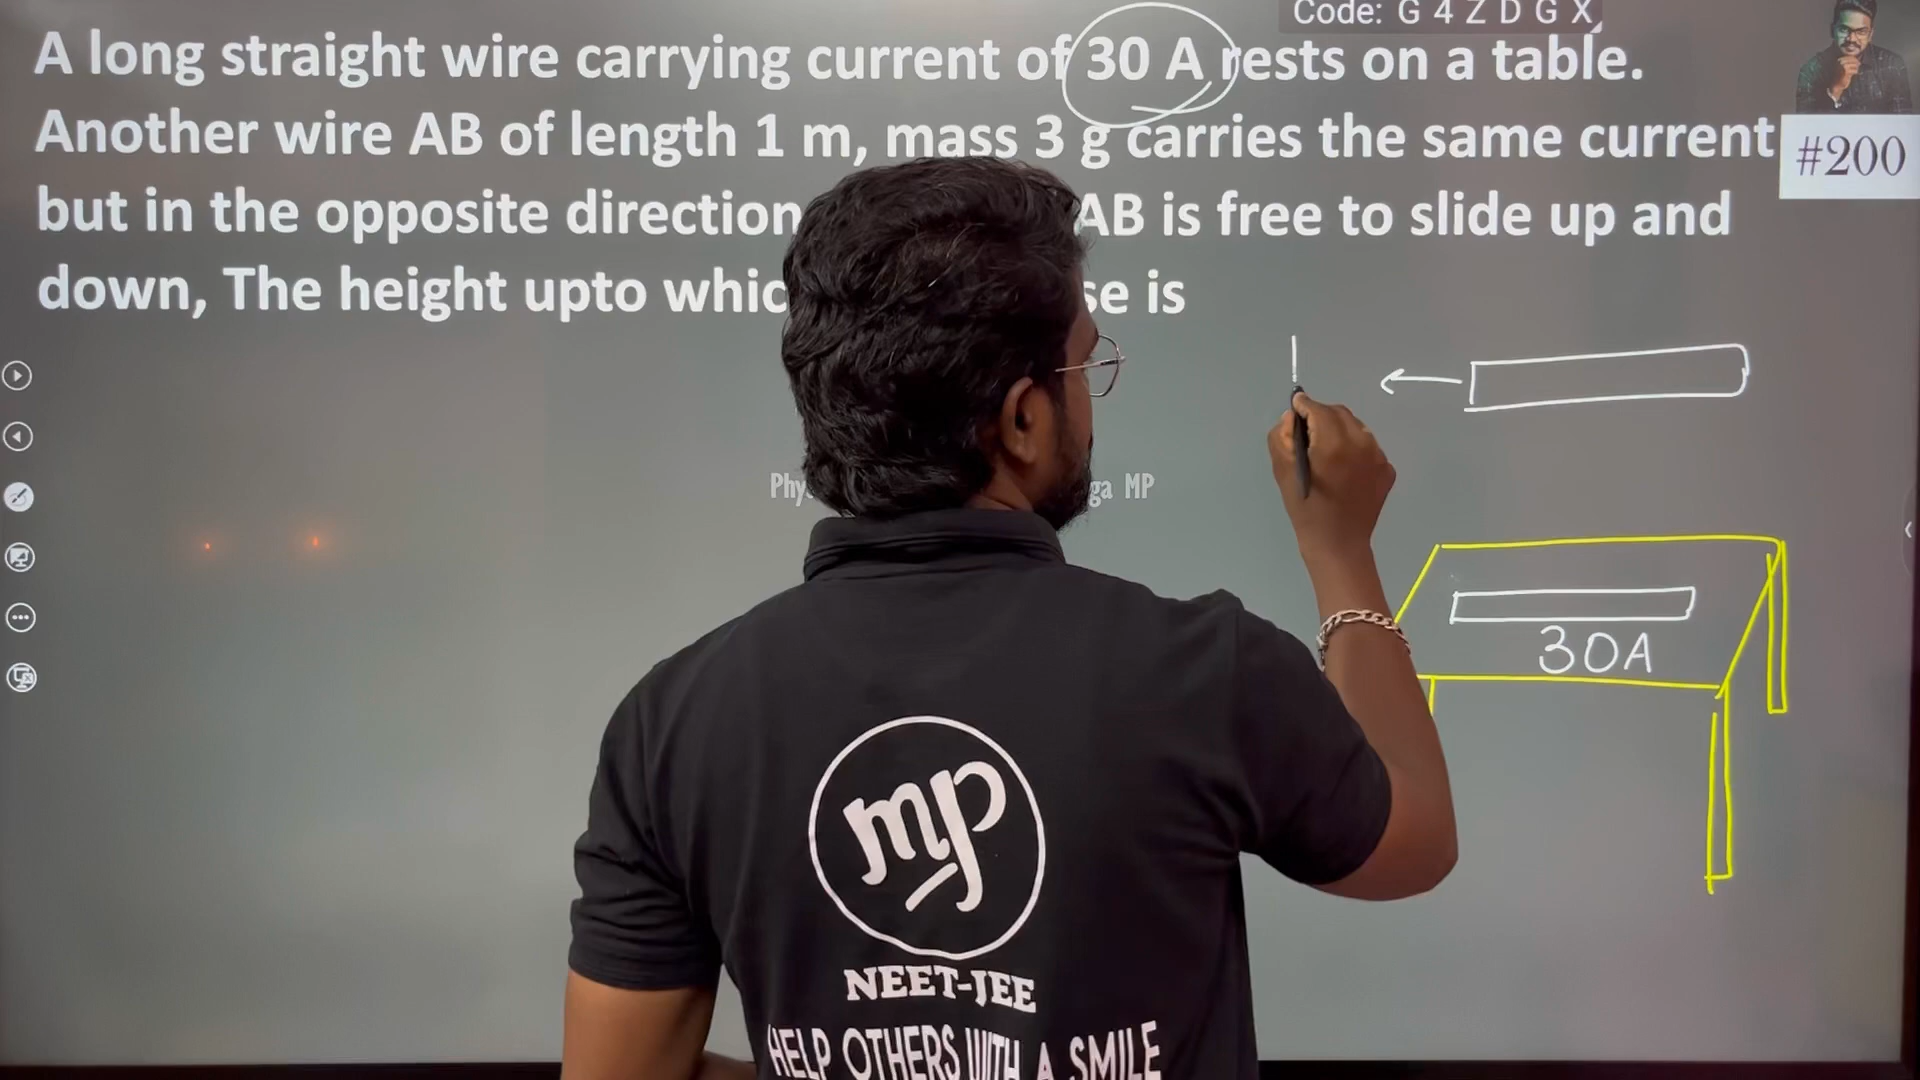 Code: G 4 Z D G X
A long straight wire carrying current of 30 A rests on a table.
Another wire AB of length 1 m, mass 3 g carries the same current
#200
but in the opposite direction AB is free to slide up and
down, The height upto se is
MP
30A
mp
NEET-JEE
HELP OTHERS WITH A SMILE